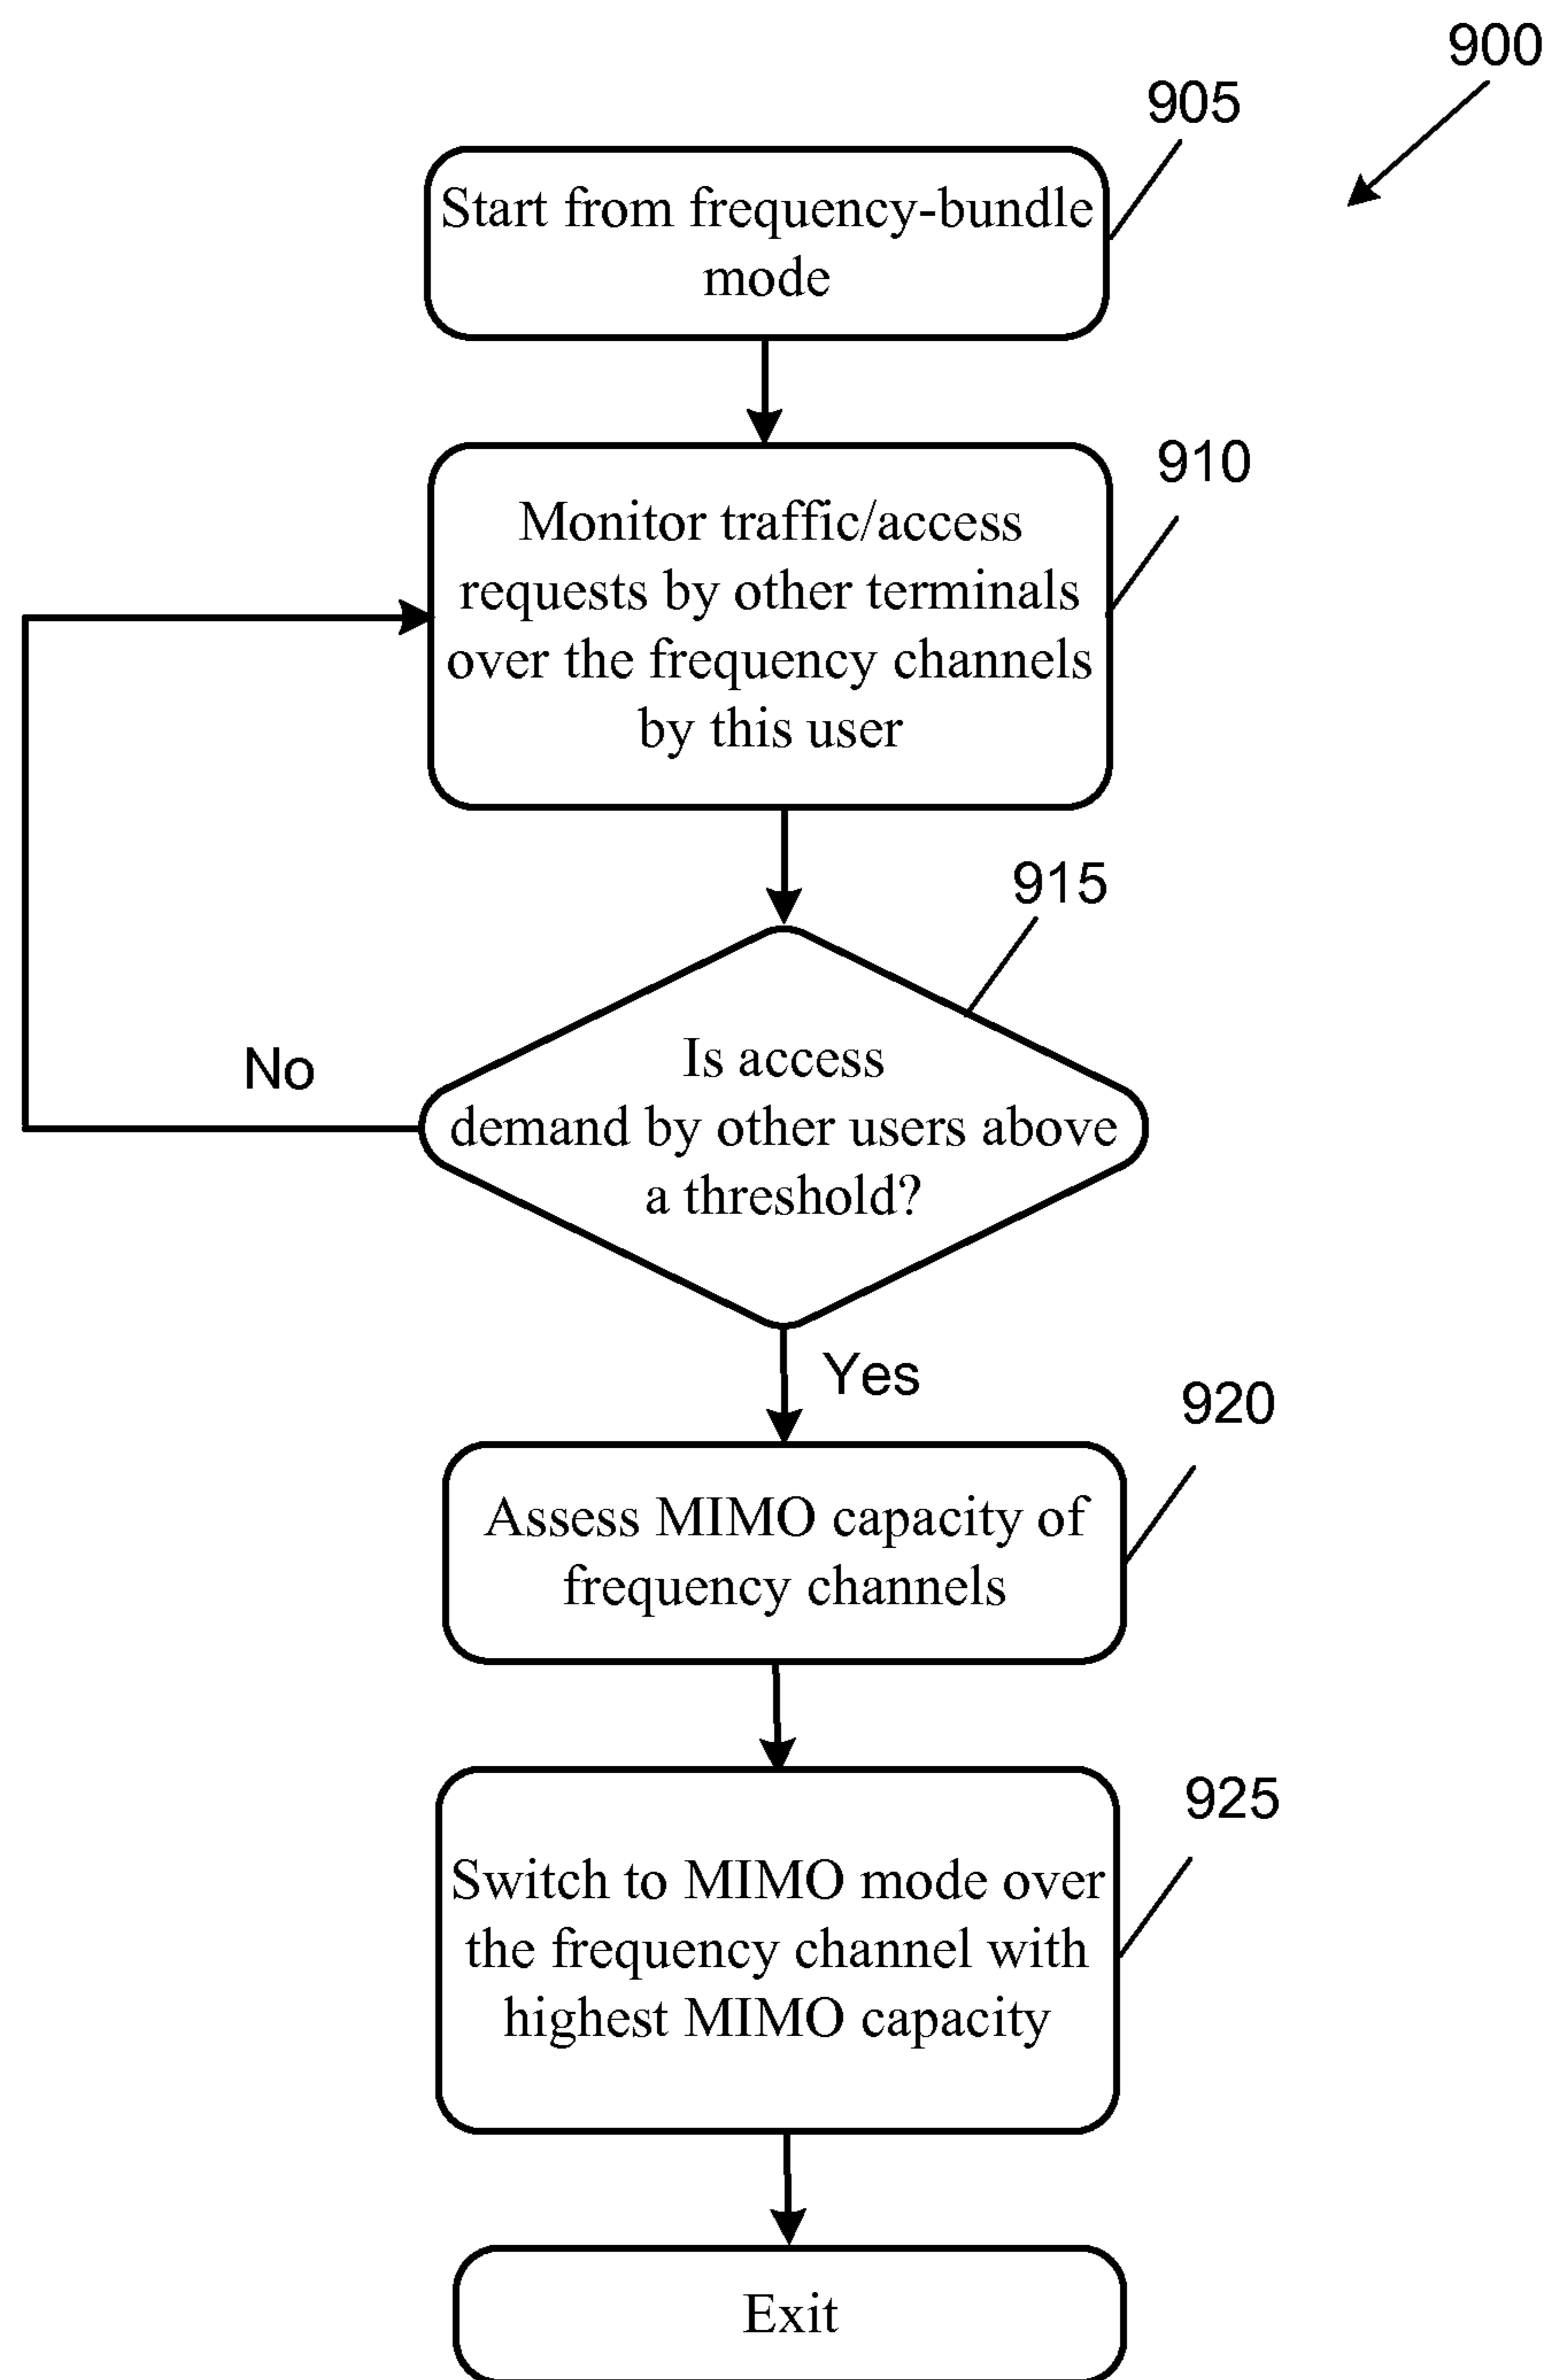 900
905
Start from frequency-bundle
mode
910
Monitor traffic/access
requests by other terminals
over the frequency channels
by this user
915
Is access
demand by other users above
a threshold?
No
Yes
920
Assess MIMO capacity of
frequency channels
925
Switch to MIMO mode over
the frequency channel with
highest MIMO capacity
Exit